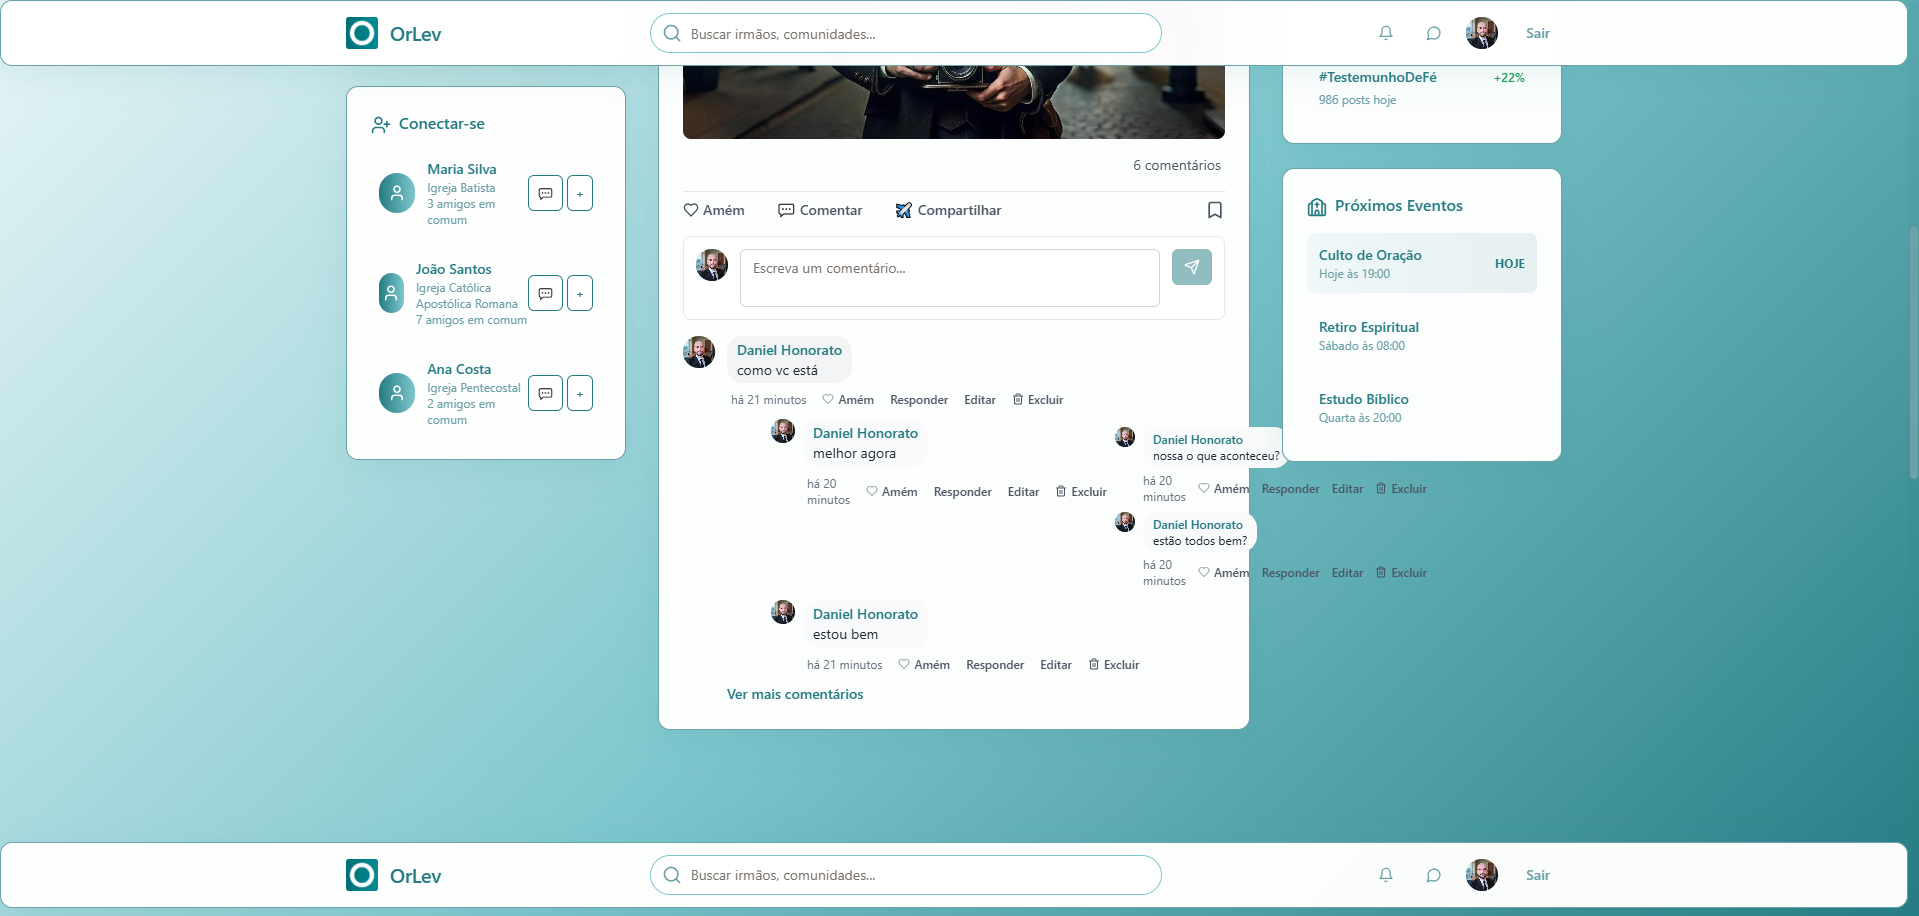 OrLev
Buscar irmãos, comunidades...
Sair
Conectar-se
Maria Silva
Igreja Batista
3 amigos em
comum
+
João Santos
Igreja Católica
Apostólica Romana
7 amigos em comum
+
Ana Costa
Igreja Pentecostal
2 amigos em
comum
+
6 comentários
Amém
Comentar
Compartilhar
Escreva um comentário...
Daniel Honorato
como vc está
há 21 minutos Amém Responder Editar Excluir
Daniel Honorato
melhor agora
há 20
minutos
Amém Responder Editar Excluir
Daniel Honorato
nossa o que aconteceu?
há 20
minutos
Amém Responder Editar Excluir
Daniel Honorato
estão todos bem?
há 20
minutos
Amém Responder Editar Excluir
Daniel Honorato
estou bem
há 21 minutos Amém Responder Editar Excluir
Ver mais comentários
#TestemunhoDeFé
+22%
986 posts hoje
Próximos Eventos
Culto de Oração
Hoje às 19:00
HOJE
Retiro Espiritual
Sábado às 08:00
Estudo Bíblico
Quarta às 20:00
OrLev
Buscar irmãos, comunidades...
Sair